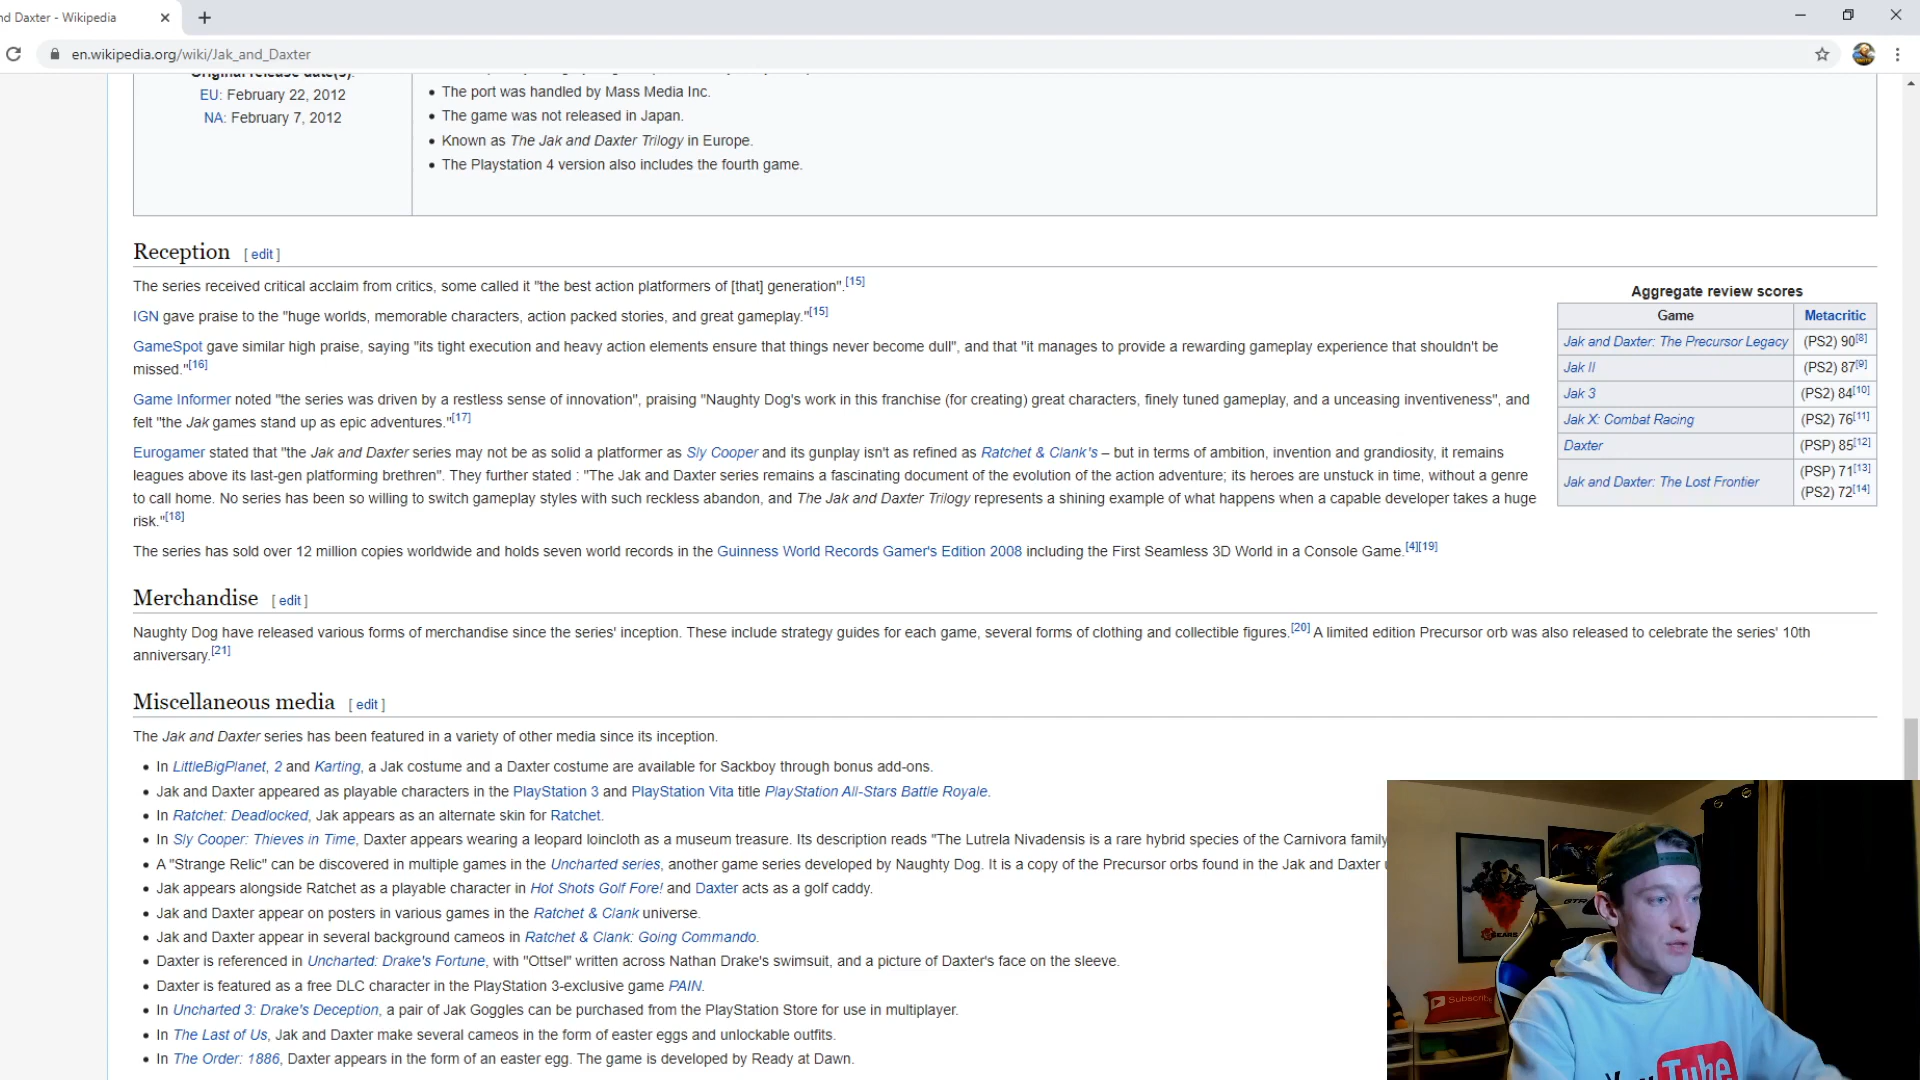 nd Daxter - Wikipedia
en.wikipedia.org/wiki/Jak_and_Daxter
Original release date(s):
EU: February 22, 2012
NA: February 7, 2012
• The port was handled by Mass Media Inc.
• The game was not released in Japan.
• Known as The Jak and Daxter Trilogy in Europe.
• The Playstation 4 version also includes the fourth game.
Reception [ edit ]
The series received critical acclaim from critics, some called it "the best action platformers of [that] generation".[15]
IGN gave praise to the "huge worlds, memorable characters, action packed stories, and great gameplay."[15]
GameSpot gave similar high praise, saying "its tight execution and heavy action elements ensure that things never become dull", and that "it manages to provide a rewarding gameplay experience that shouldn't be
missed."[16]
Game Informer noted "the series was driven by a restless sense of innovation", praising "Naughty Dog's work in this franchise (for creating) great characters, finely tuned gameplay, and a unceasing inventiveness", and
felt "the Jak games stand up as epic adventures."[17]
Eurogamer stated that "the Jak and Daxter series may not be as solid a platformer as Sly Cooper and its gunplay isn't as refined as Ratchet & Clank's – but in terms of ambition, invention and grandiosity, it remains
leagues above its last-gen platforming brethren". They further stated : "The Jak and Daxter series remains a fascinating document of the evolution of the action adventure; its heroes are unstuck in time, without a genre
to call home. No series has been so willing to switch gameplay styles with such reckless abandon, and The Jak and Daxter Trilogy represents a shining example of what happens when a capable developer takes a huge
risk."[18]
The series has sold over 12 million copies worldwide and holds seven world records in the Guinness World Records Gamer's Edition 2008 including the First Seamless 3D World in a Console Game.[4][19]
Aggregate review scores
Game Metacritic
Jak and Daxter: The Precursor Legacy (PS2) 90[8]
Jak II (PS2) 87[9]
Jak 3 (PS2) 84[10]
Jak X: Combat Racing (PS2) 76[11]
Daxter (PSP) 85[12]
Jak and Daxter: The Lost Frontier (PSP) 71[13]
(PS2) 72[14]
Merchandise [ edit ]
Naughty Dog have released various forms of merchandise since the series' inception. These include strategy guides for each game, several forms of clothing and collectible figures.[20] A limited edition Precursor orb was also released to celebrate the series' 10th
anniversary.[21]
Miscellaneous media [ edit ]
The Jak and Daxter series has been featured in a variety of other media since its inception.
• In LittleBigPlanet, 2 and Karting, a Jak costume and a Daxter costume are available for Sackboy through bonus add-ons.
• Jak and Daxter appeared as playable characters in the PlayStation 3 and PlayStation Vita title PlayStation All-Stars Battle Royale.
• In Ratchet: Deadlocked, Jak appears as an alternate skin for Ratchet.
• In Sly Cooper: Thieves in Time, Daxter appears wearing a leopard loincloth as a museum treasure. Its description reads "The Lutrela Nivadensis is a rare hybrid species of the Carnivora family
• A "Strange Relic" can be discovered in multiple games in the Uncharted series, another game series developed by Naughty Dog. It is a copy of the Precursor orbs found in the Jak and Daxter
• Jak appears alongside Ratchet as a playable character in Hot Shots Golf Fore! and Daxter acts as a golf caddy.
• Jak and Daxter appear on posters in various games in the Ratchet & Clank universe.
• Jak and Daxter appear in several background cameos in Ratchet & Clank: Going Commando.
• Daxter is referenced in Uncharted: Drake's Fortune, with "Ottsel" written across Nathan Drake's swimsuit, and a picture of Daxter's face on the sleeve.
• Daxter is featured as a free DLC character in the PlayStation 3-exclusive game PAIN.
• In Uncharted 3: Drake's Deception, a pair of Jak Goggles can be purchased from the PlayStation Store for use in multiplayer.
• In The Last of Us, Jak and Daxter make several cameos in the form of easter eggs and unlockable outfits.
• In The Order: 1886, Daxter appears in the form of an easter egg. The game is developed by Ready at Dawn.
GEARS
GTR
Subscribe
You Tube